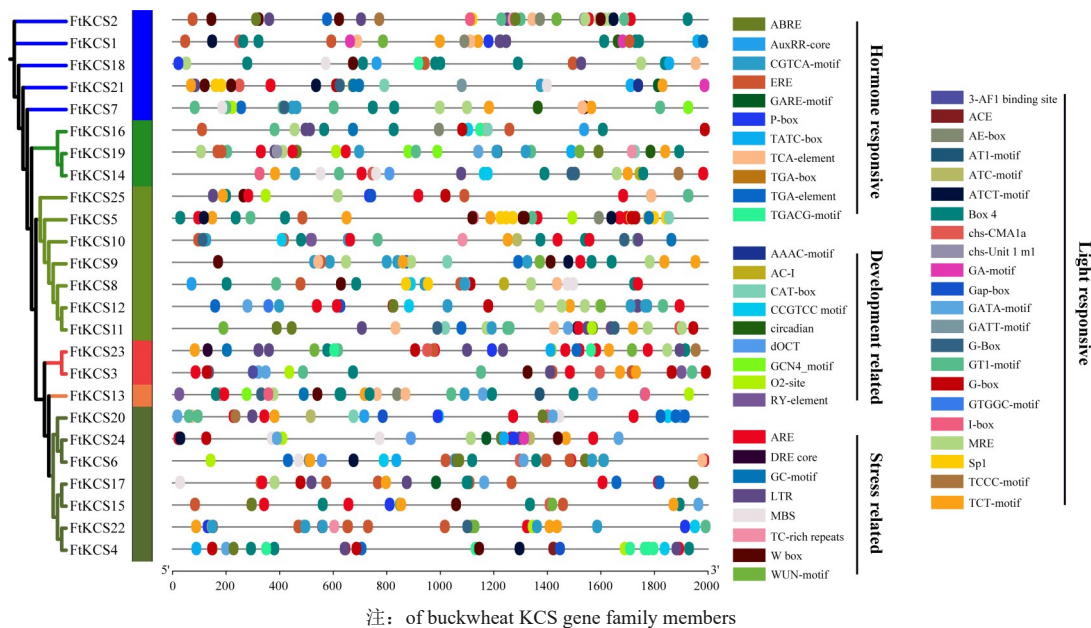 FtKCS2
FtKCS1
FtKCS18
FtKCS21
FtKCS7
FtKCS16
FtKCS19
FtKCS14
FtKCS25
FtKCS5
FtKCS10
FtKCS9
FtKCS8
FtKCS12
FtKCS11
FtKCS23
FtKCS3
FtKCS13
FtKCS20
FtKCS24
FtKCS6
FtKCS17
FtKCS15
FtKCS22
FtKCS4
5'
3'
0 200 400 600 800 1000 1200 1400 1600 1800 2000
ABRE
AuxRR-core
CGTCA-motif
ERE
GARE-motif
P-box
TATC-box
TCA-element
TGA-box
TGA-element
TGACG-motif
Hormone responsive
AAAC-motif
AC-I
CAT-box
CCGTCC motif
circadian
dOCT
GCN4_motif
O2-site
RY-element
Development related
ARE
DRE core
GC-motif
LTR
MBS
TC-rich repeats
W box
WUN-motif
Stress related
3-AF1 binding site
ACE
AE-box
AT1-motif
ATC-motif
ATCT-motif
Box 4
chs-CMA1a
chs-Unit 1 m1
GA-motif
Gap-box
GATA-motif
GATT-motif
G-Box
GT1-motif
G-box
GTGGC-motif
I-box
MRE
Sp1
TCCC-motif
TCT-motif
Light responsive
注：of buckwheat KCS gene family members